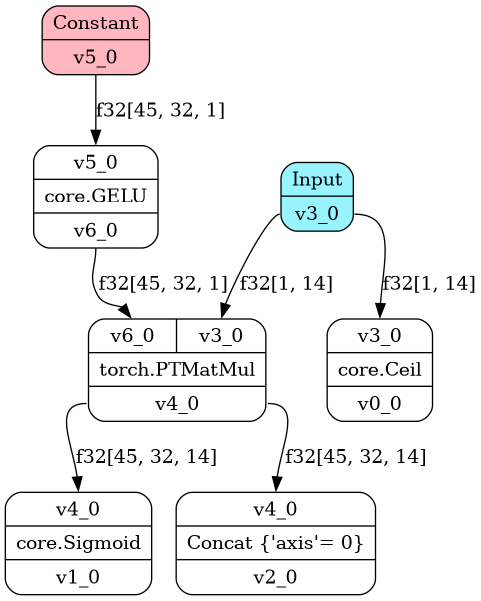 Constant
v5_0
f32[45, 32, 1]
v5_0
core.GELU
v6_0
Input
v3_0
f32[45, 32, 1]
f32[1, 14]
f32[1, 14]
v6_0 v3_0
torch.PTMatMul
v4_0
v3_0
core.Ceil
v0_0
f32[45, 32, 14]
f32[45, 32, 14]
v4_0
core.Sigmoid
v1_0
v4_0
Concat {'axis'= 0}
v2_0